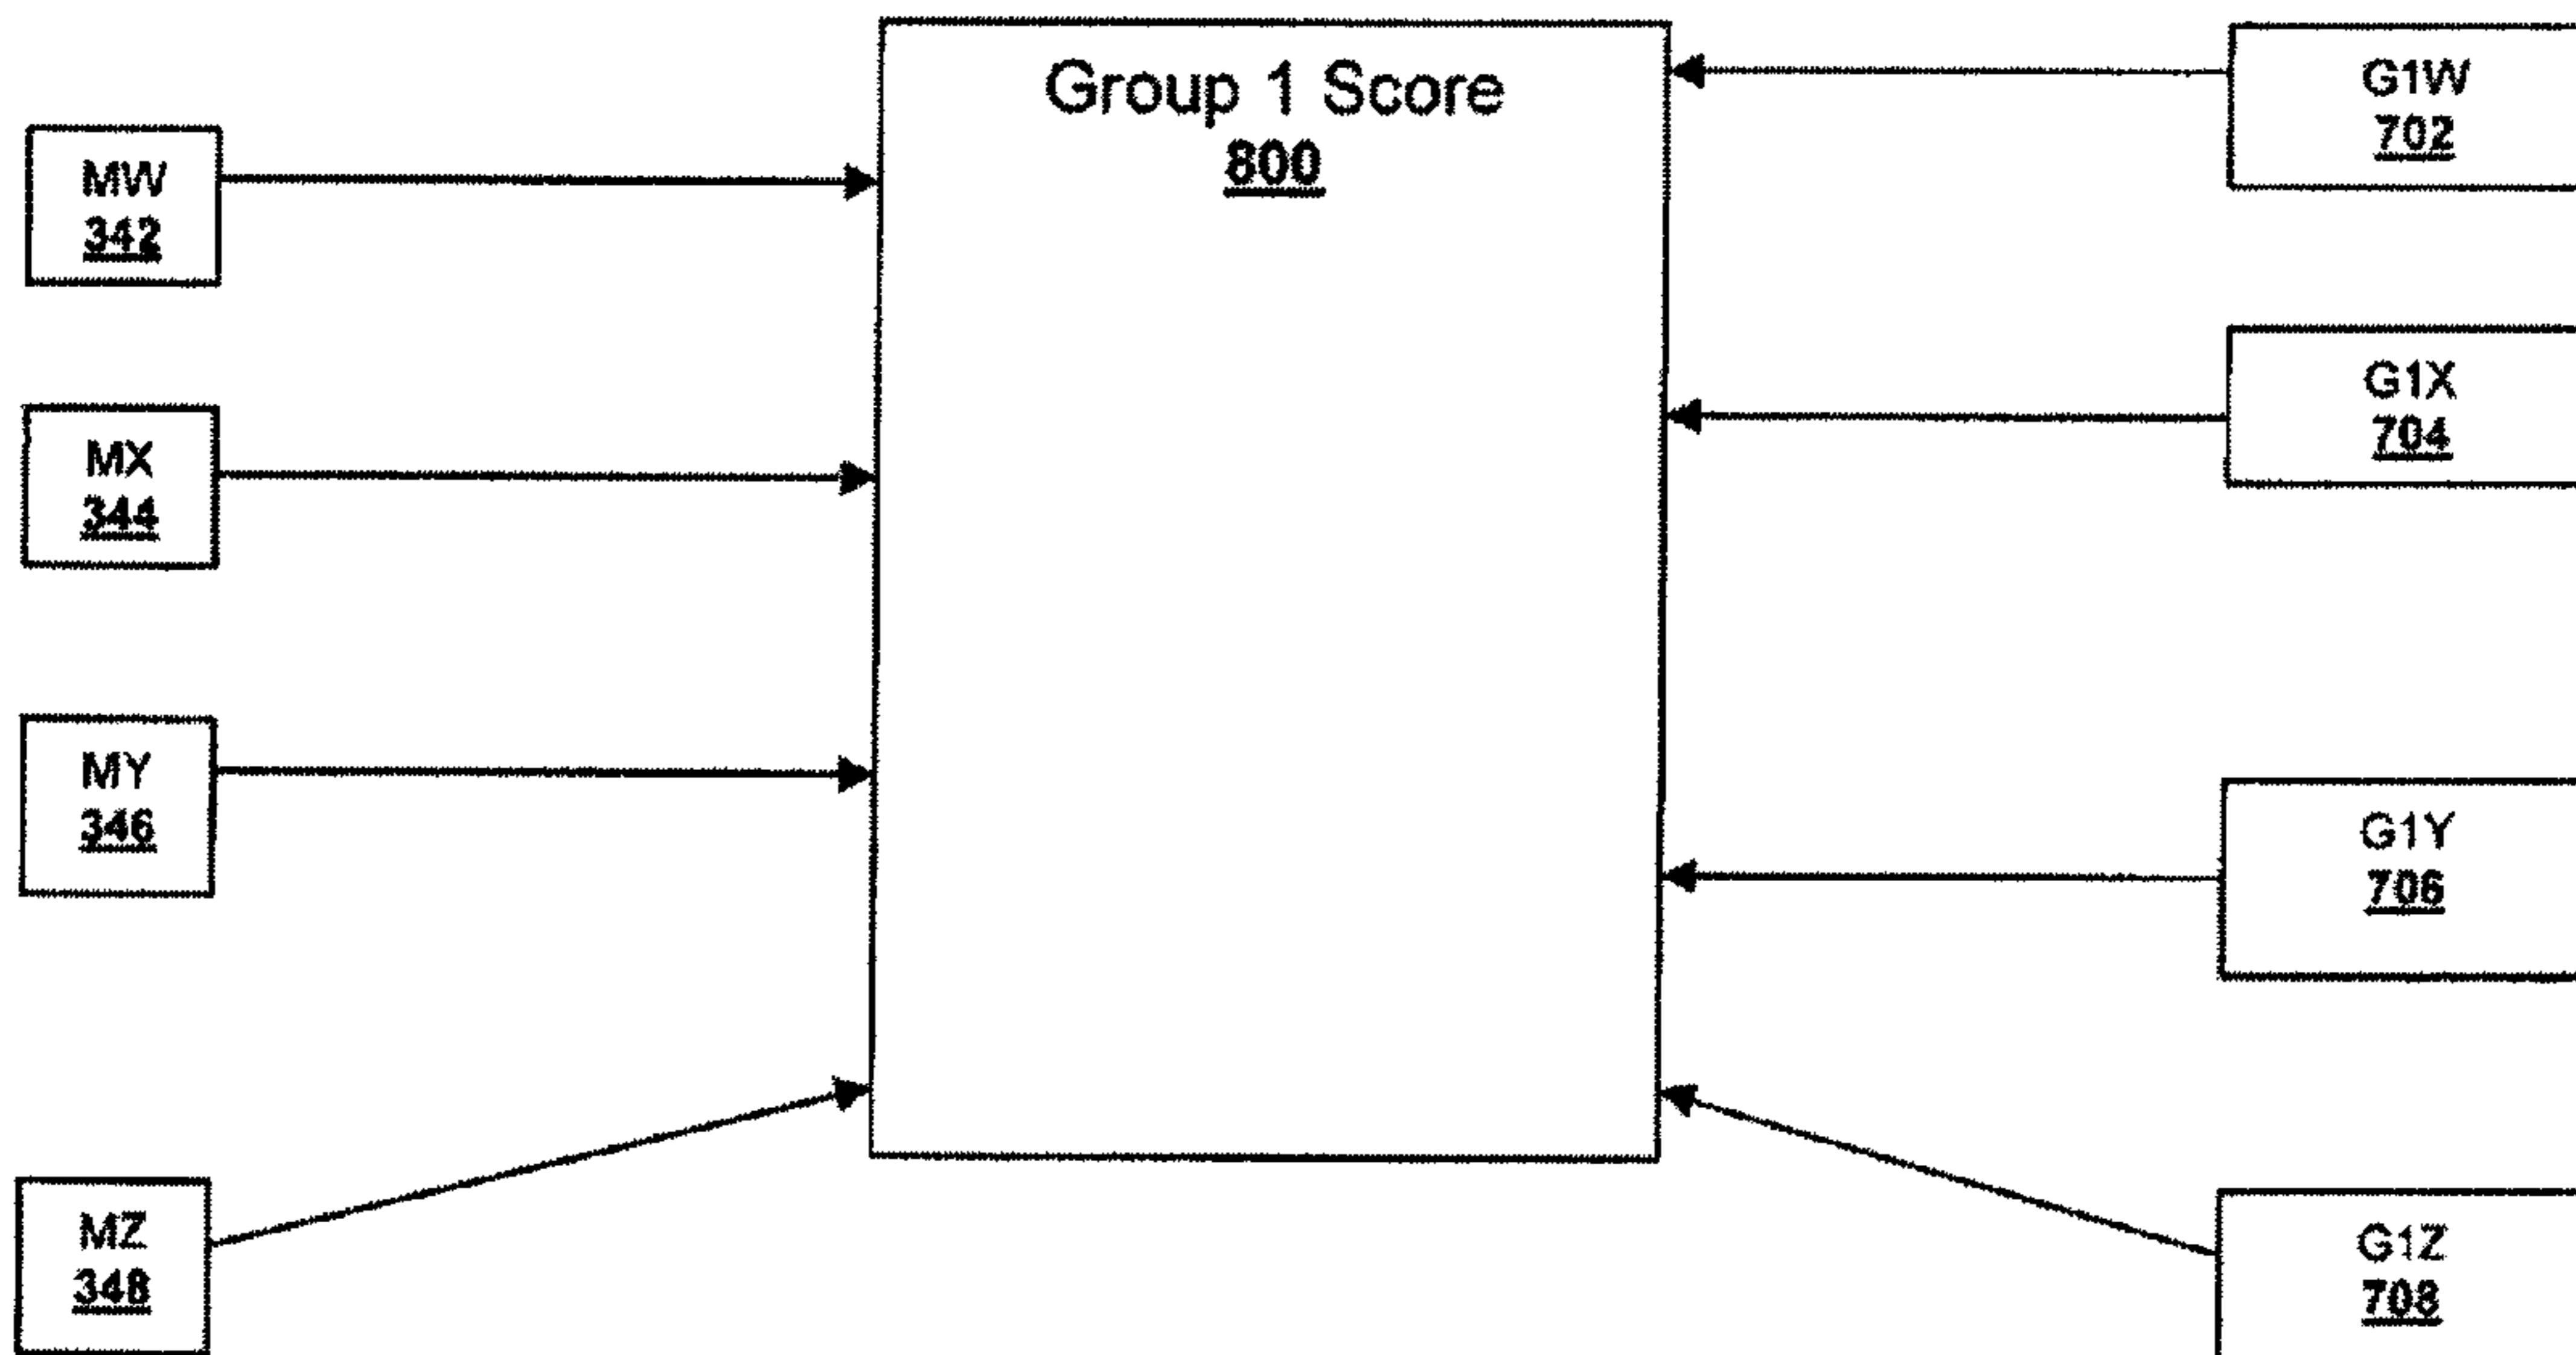 Group 1 Score
800
MW
342
MX
344
MY
346
MZ
348
G1W
702
G1X
704
G1Y
706
G1Z
708